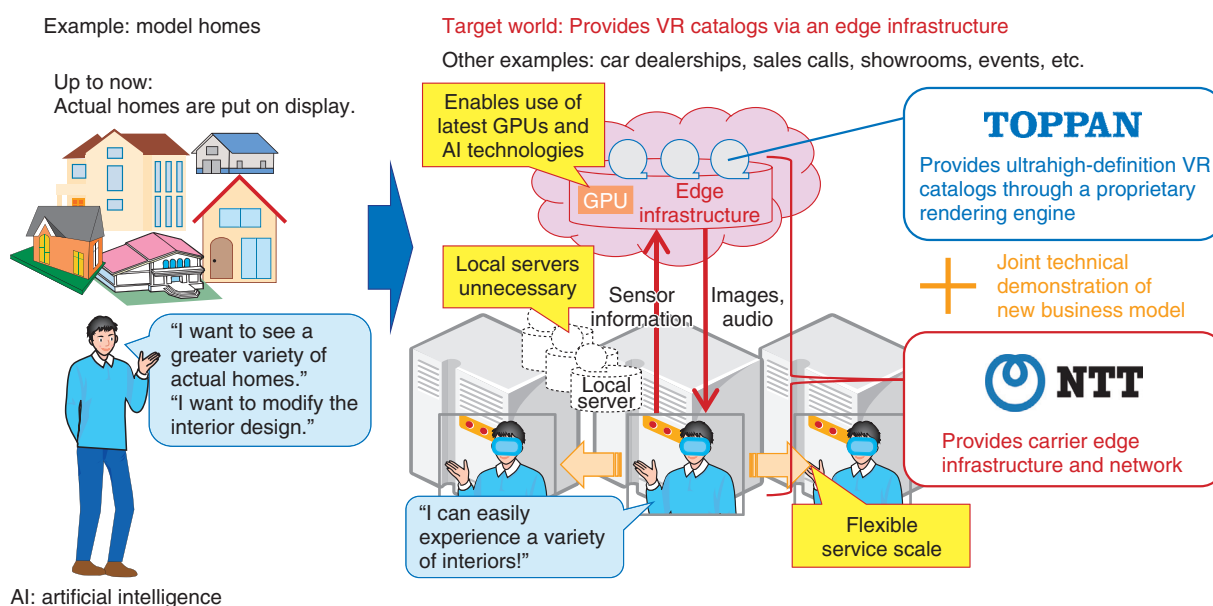 Example: model homes
Up to now:
Actual homes are put on display.
“I want to see a
greater variety of
actual homes.”
“I want to modify the
interior design.”
Target world: Provides VR catalogs via an edge infrastructure
Other examples: car dealerships, sales calls, showrooms, events, etc.
Enables use of
latest GPUs and
AI technologies
GPU
Edge
infrastructure
Local servers
unnecessary
Sensor
information
Images,
audio
Local
server
“I can easily
experience a variety
of interiors!”
Flexible
service scale
TOPPAN
Provides ultrahigh-definition VR
catalogs through a proprietary
rendering engine
Joint technical
demonstration of
new business model
NTT
Provides carrier edge
infrastructure and network
AI: artificial intelligence